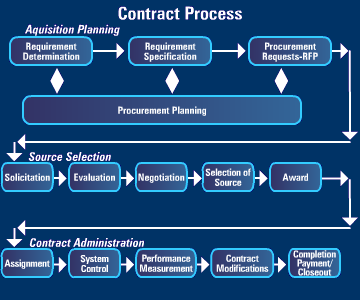 Contract Process
Aquisition Planning
Requirement
Determination
Requirement
Specification
Procurement
Requests-RFP
Procurement Planning
Source Selection
Solicitation
Evaluation
Negotiation
Selection of
Source
Award
Contract Administration
Assignment
System
Control
Performance
Measurement
Contract
Modifications
Completion
Payment/
Closeout